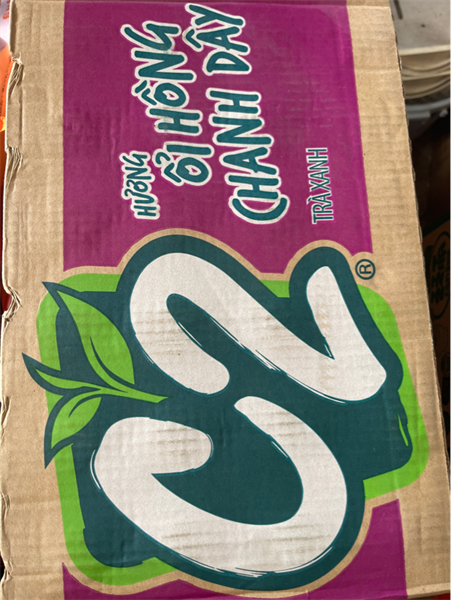 C2®
HƯƠNG
ỔI HỒNG
CHANH DÂY
TRÀ XANH